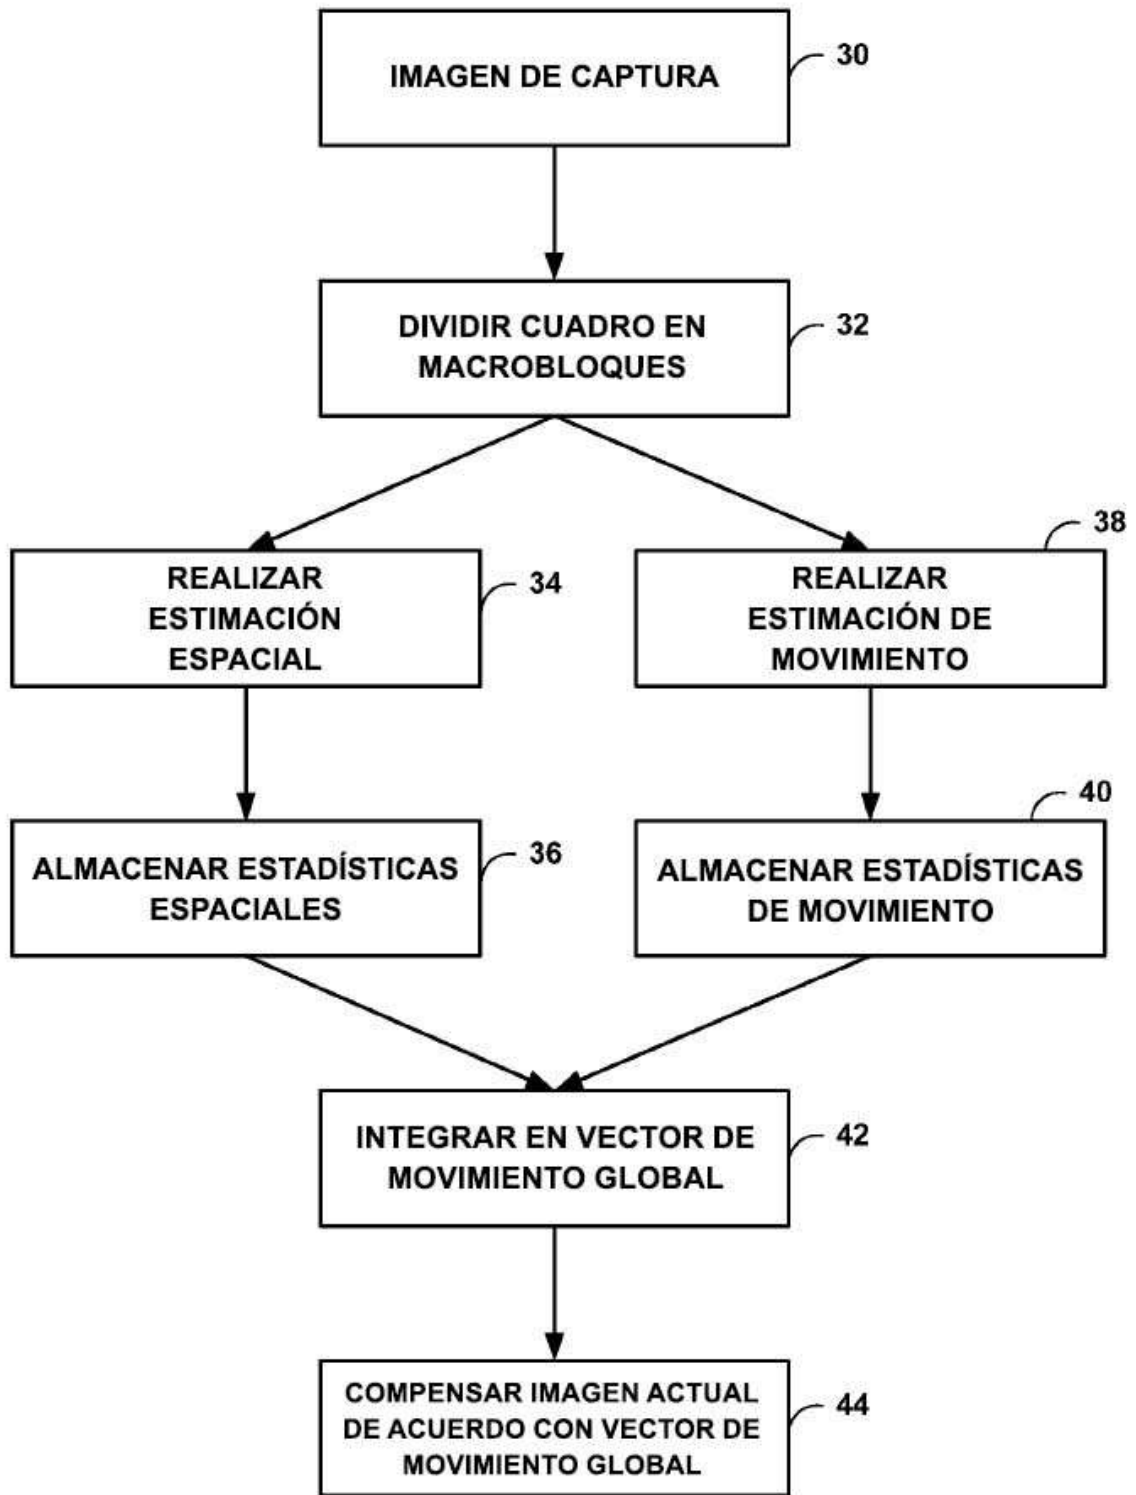 IMAGEN DE CAPTURA
30
DIVIDIR CUADRO EN
MACROBLOQUES
32
REALIZAR
ESTIMACIÓN
ESPACIAL
34
REALIZAR
ESTIMACIÓN DE
MOVIMIENTO
38
ALMACENAR ESTADÍSTICAS
ESPACIALES
36
ALMACENAR ESTADÍSTICAS
DE MOVIMIENTO
40
INTEGRAR EN VECTOR DE
MOVIMIENTO GLOBAL
42
COMPENSAR IMAGEN ACTUAL
DE ACUERDO CON VECTOR DE
MOVIMIENTO GLOBAL
44